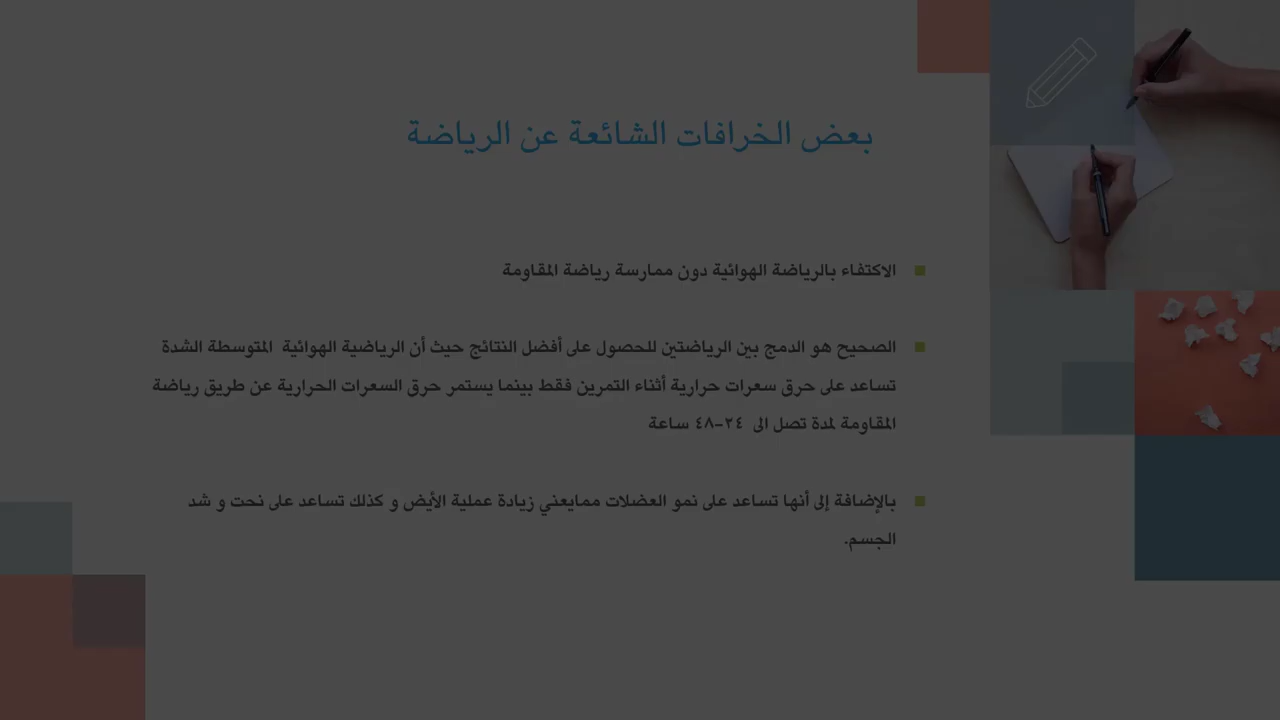 بعض الخرافات الشائعة عن الرياضة
الاكتفاء بالرياضة الهوائية دون ممارسة رياضة المقاومة
الصحيح هو الدمج بين الرياضتين للحصول على أفضل النتائج حيث أن الرياضية الهوائية المتوسطة الشدة
تساعد على حرق سعرات حرارية أثناء التمرين فقط بينما يستمر حرق السعرات الحرارية عن طريق رياضة
المقاومة لمدة تصل الى ٢٤-٤٨ ساعة
بالإضافة إلى أنها تساعد على نمو العضلات ممايعني زيادة عملية الأيض و كذلك تساعد على نحت و شد
الجسم.